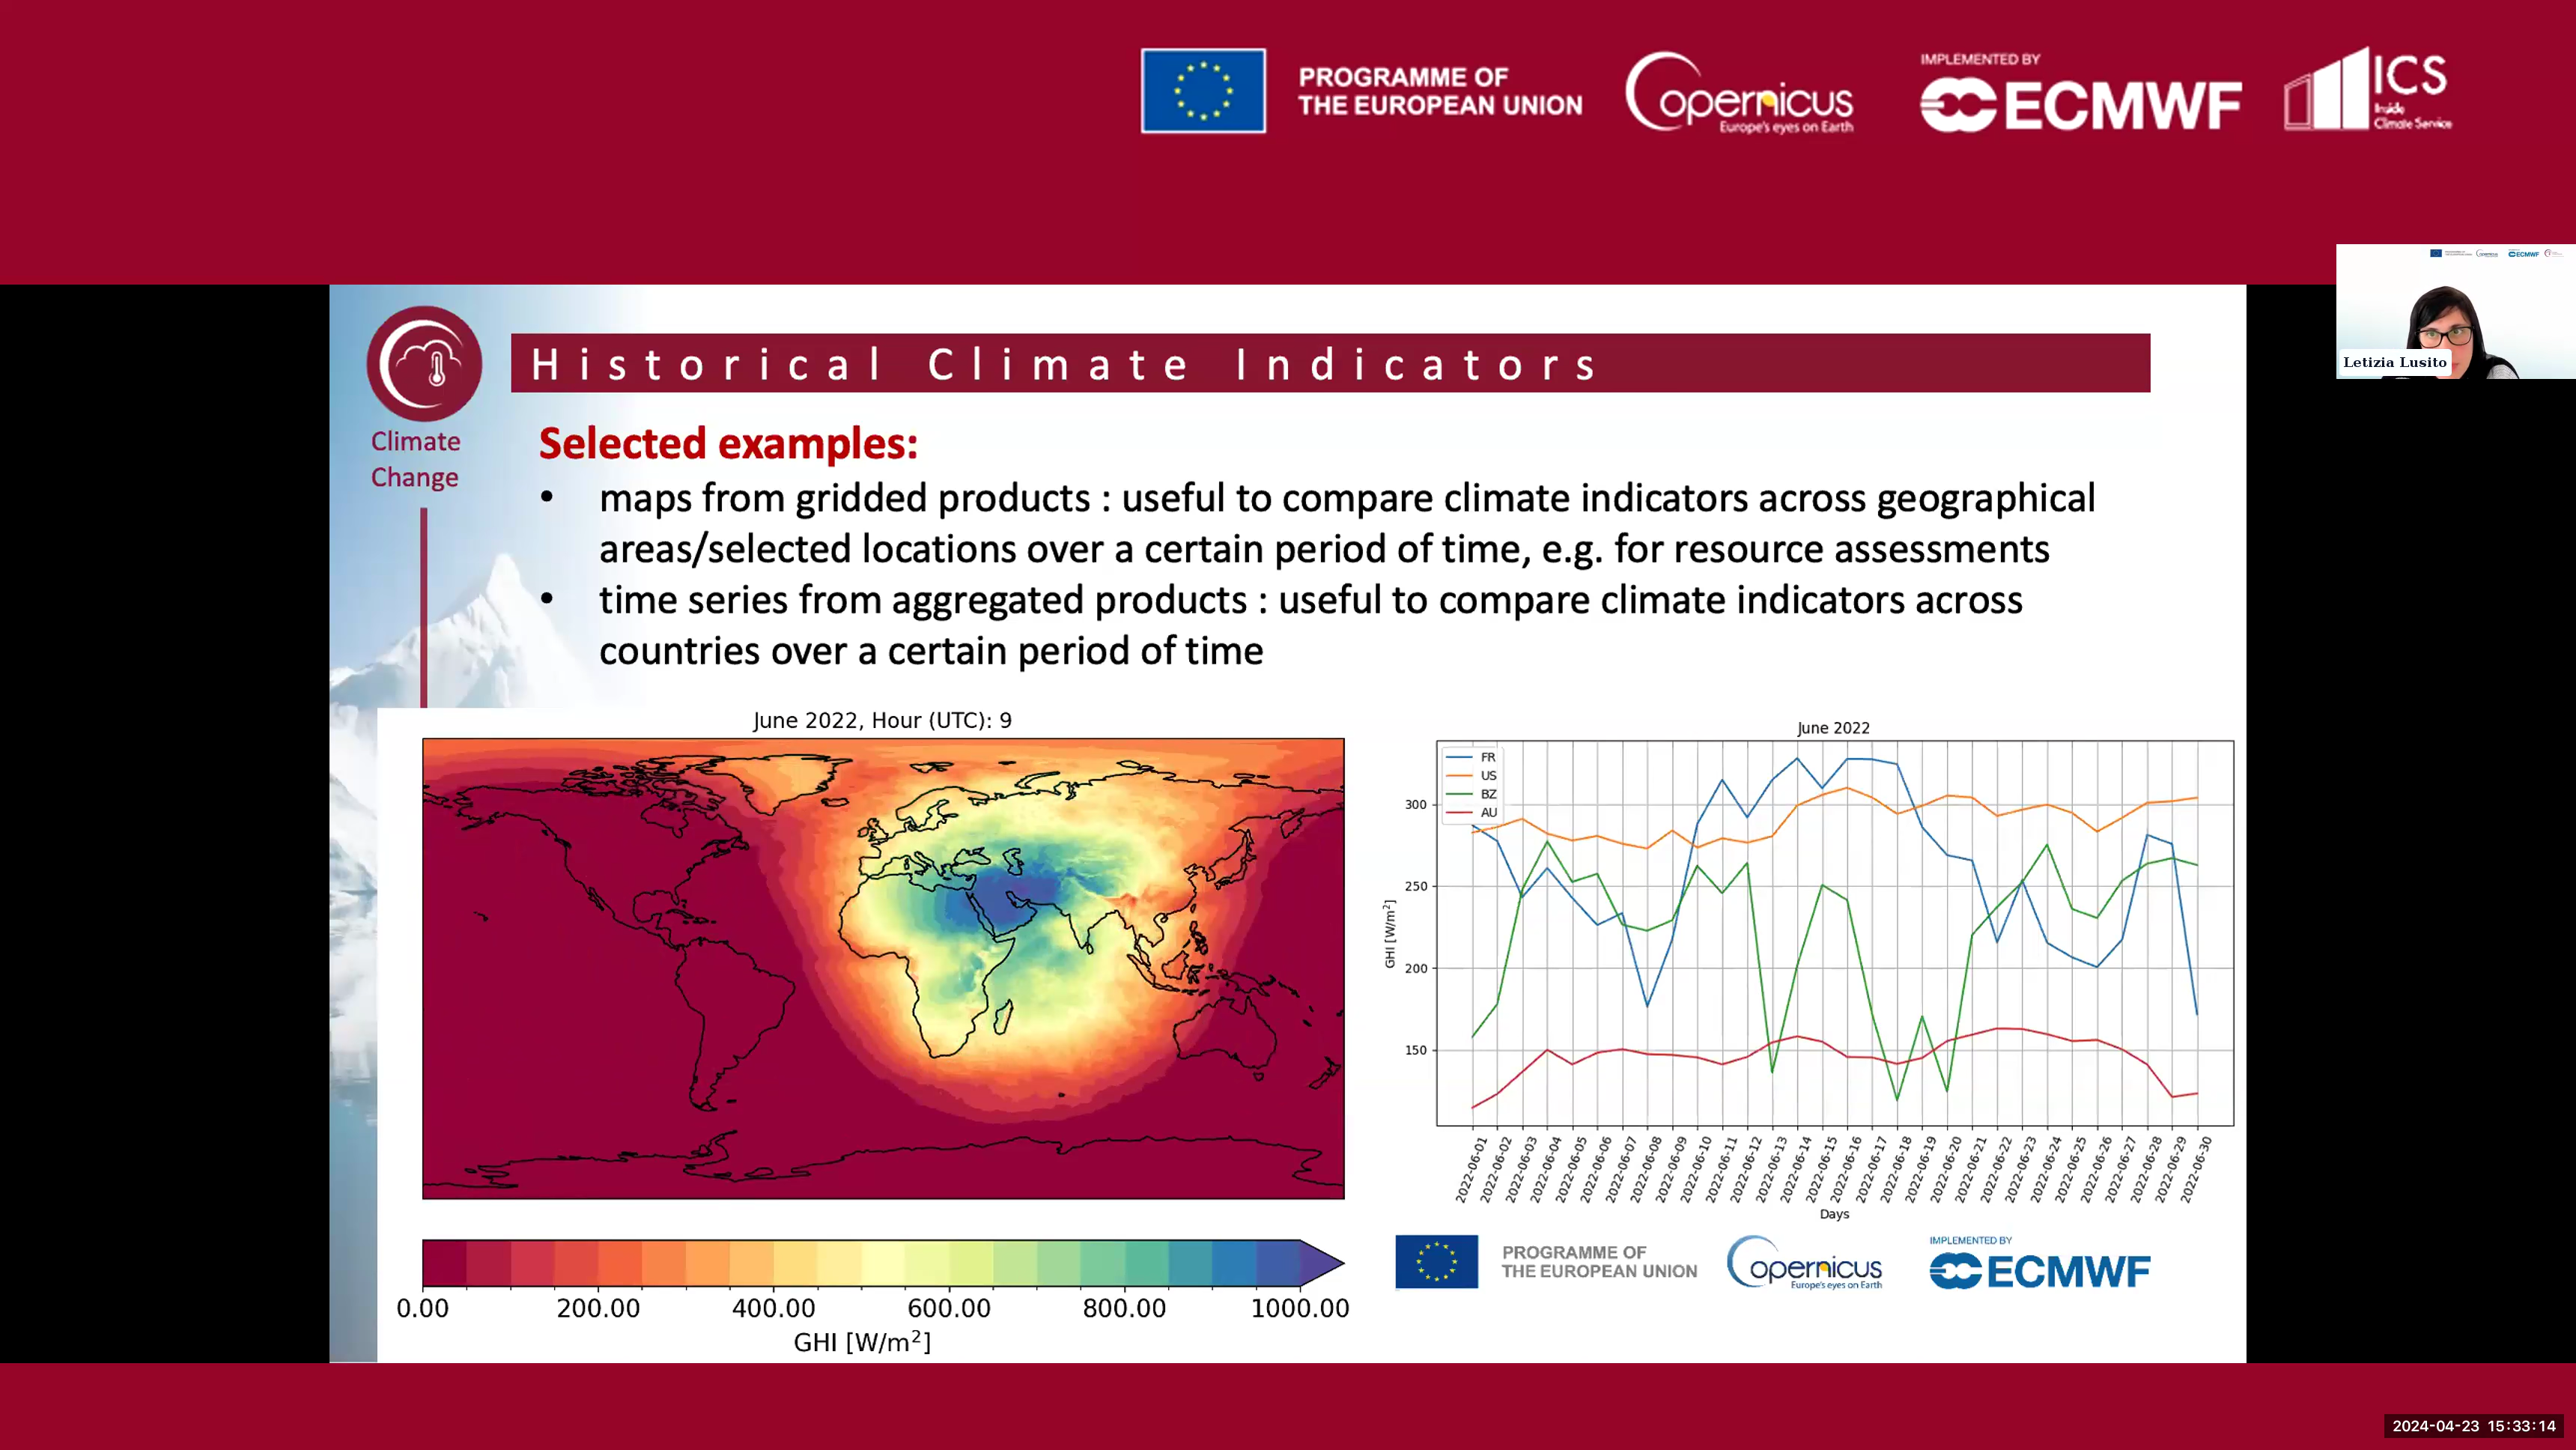 PROGRAMME OF
THE EUROPEAN UNION
Copernicus
Europe's eyes on Earth
IMPLEMENTED BY
ECMWF
ICS
Inside
Climate Service
ECMWF
Letizia Lusito
Climate
Change
Historical Climate Indicators
Selected examples:
• maps from gridded products : useful to compare climate indicators across geographical
areas/selected locations over a certain period of time, e.g. for resource assessments
• time series from aggregated products : useful to compare climate indicators across
countries over a certain period of time
June 2022, Hour (UTC): 9
0.00 200.00 400.00 600.00 800.00 1000.00
GHI [W/m²]
June 2022
FR
US
BZ
AU
300
250
200
150
GHI [W/m²]
2022-06-01
2022-06-02
2022-06-03
2022-06-04
2022-06-05
2022-06-06
2022-06-07
2022-06-08
2022-06-09
2022-06-10
2022-06-11
2022-06-12
2022-06-13
2022-06-14
2022-06-15
2022-06-16
2022-06-17
2022-06-18
2022-06-19
2022-06-20
2022-06-21
2022-06-22
2022-06-23
2022-06-24
2022-06-25
2022-06-26
2022-06-27
2022-06-28
2022-06-29
2022-06-30
Days
PROGRAMME OF
THE EUROPEAN UNION
Copernicus
Europe's eyes on Earth
IMPLEMENTED BY
ECMWF
2024-04-23 15:33:14